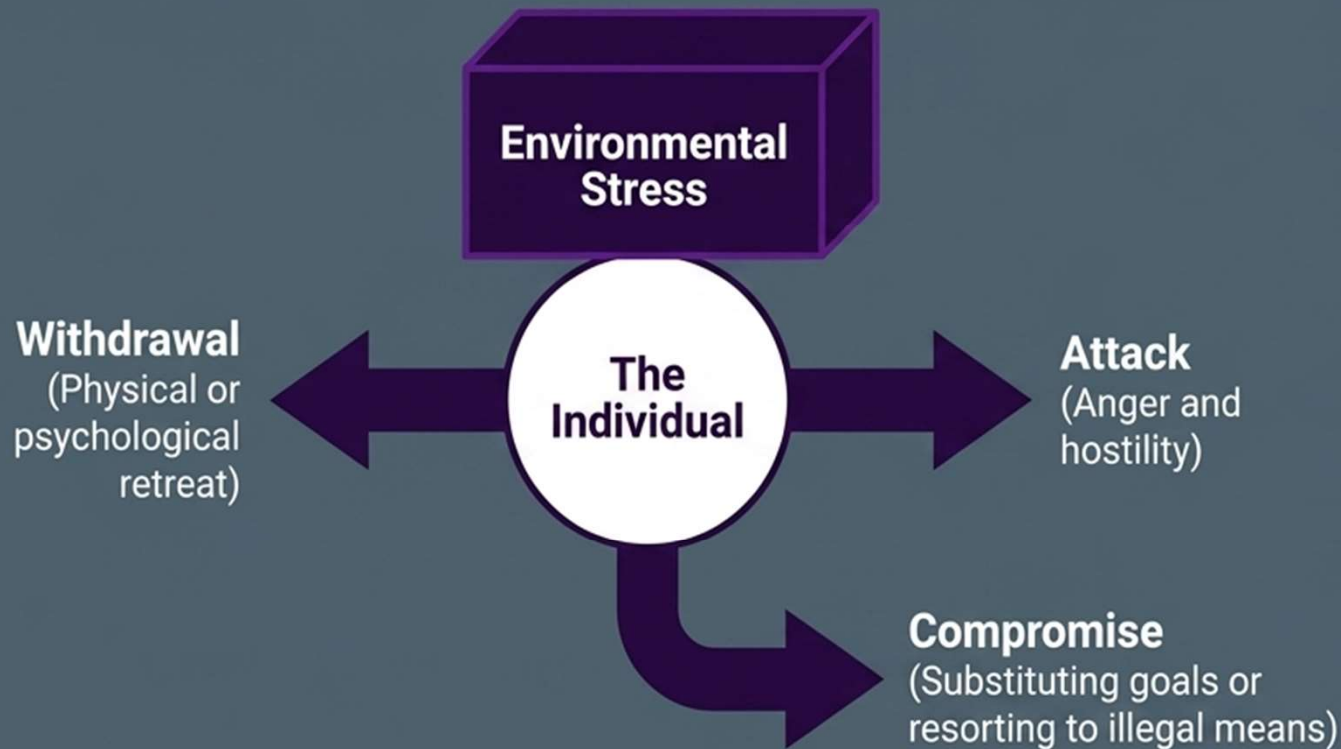 Environmental
Stress
The
Individual
Withdrawal
(Physical or
psychological
retreat)
Attack
(Anger and
hostility)
Compromise
(Substituting goals or
resorting to illegal means)